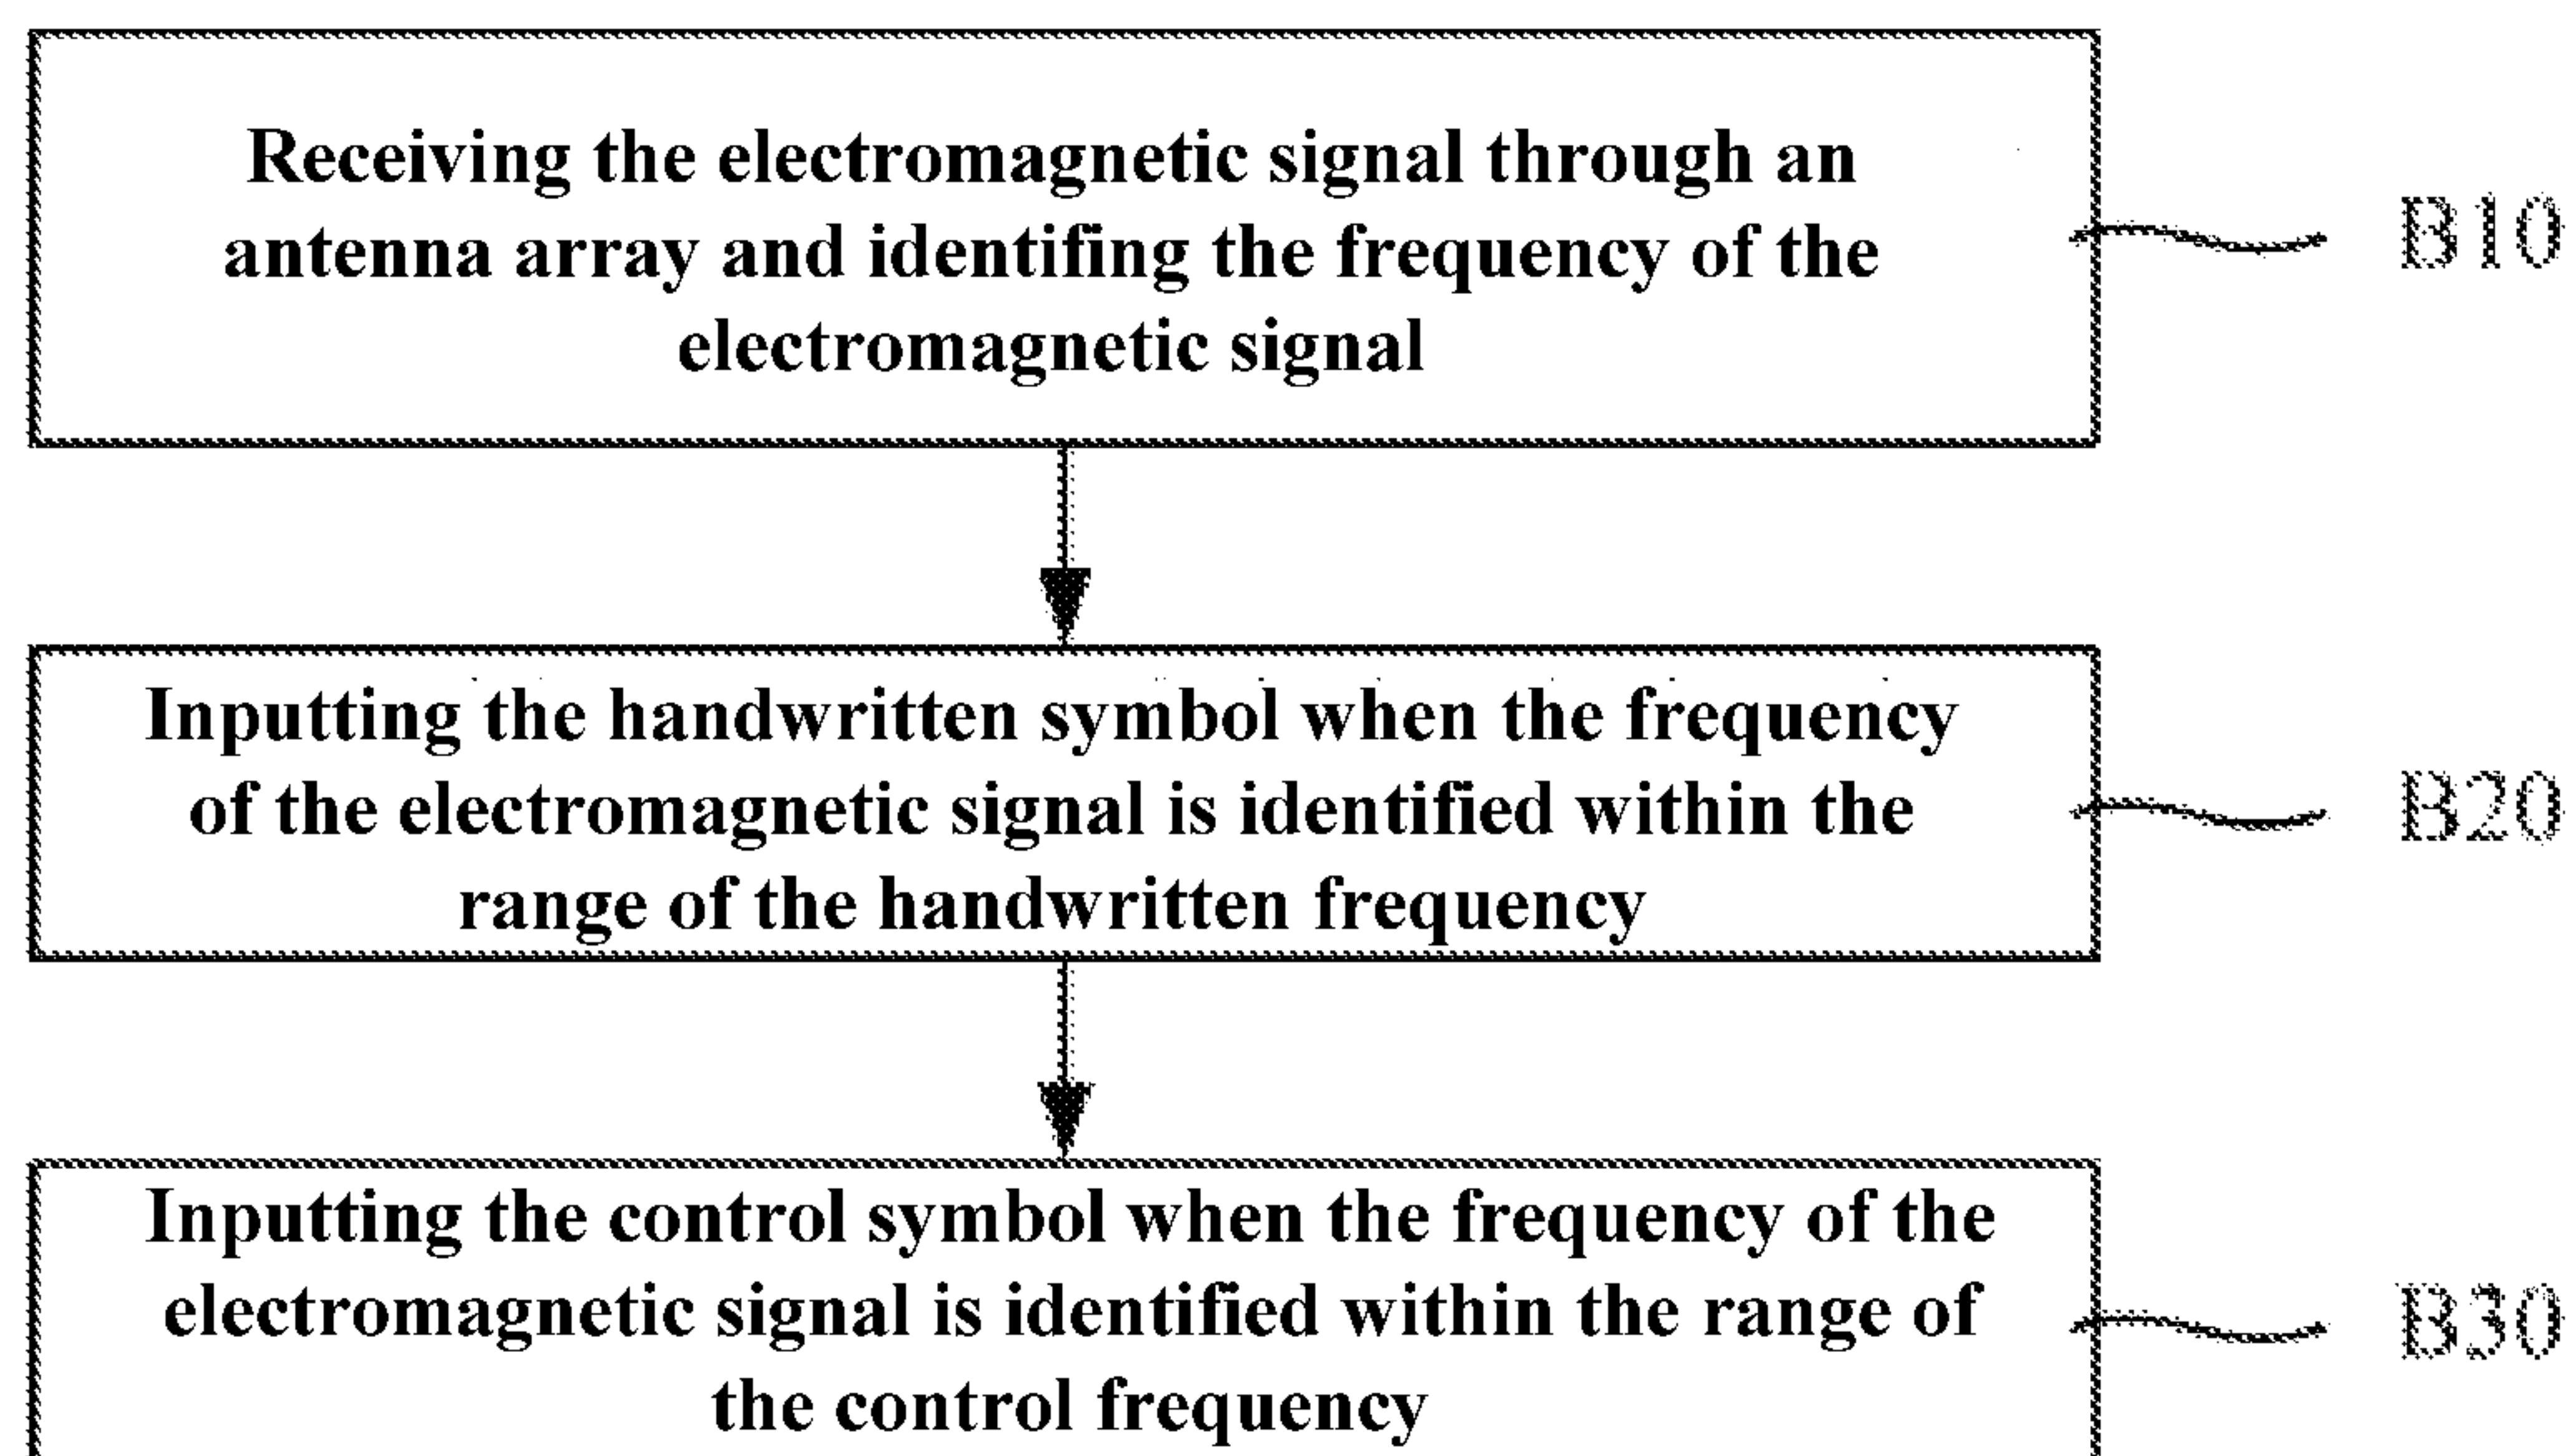 Receiving the electromagnetic signal through an
antenna array and identifing the frequency of the
electromagnetic signal
B10
Inputting the handwritten symbol when the frequency
of the electromagnetic signal is identified within the
range of the handwritten frequency
B20
Inputting the control symbol when the frequency of the
electromagnetic signal is identified within the range of
the control frequency
B30